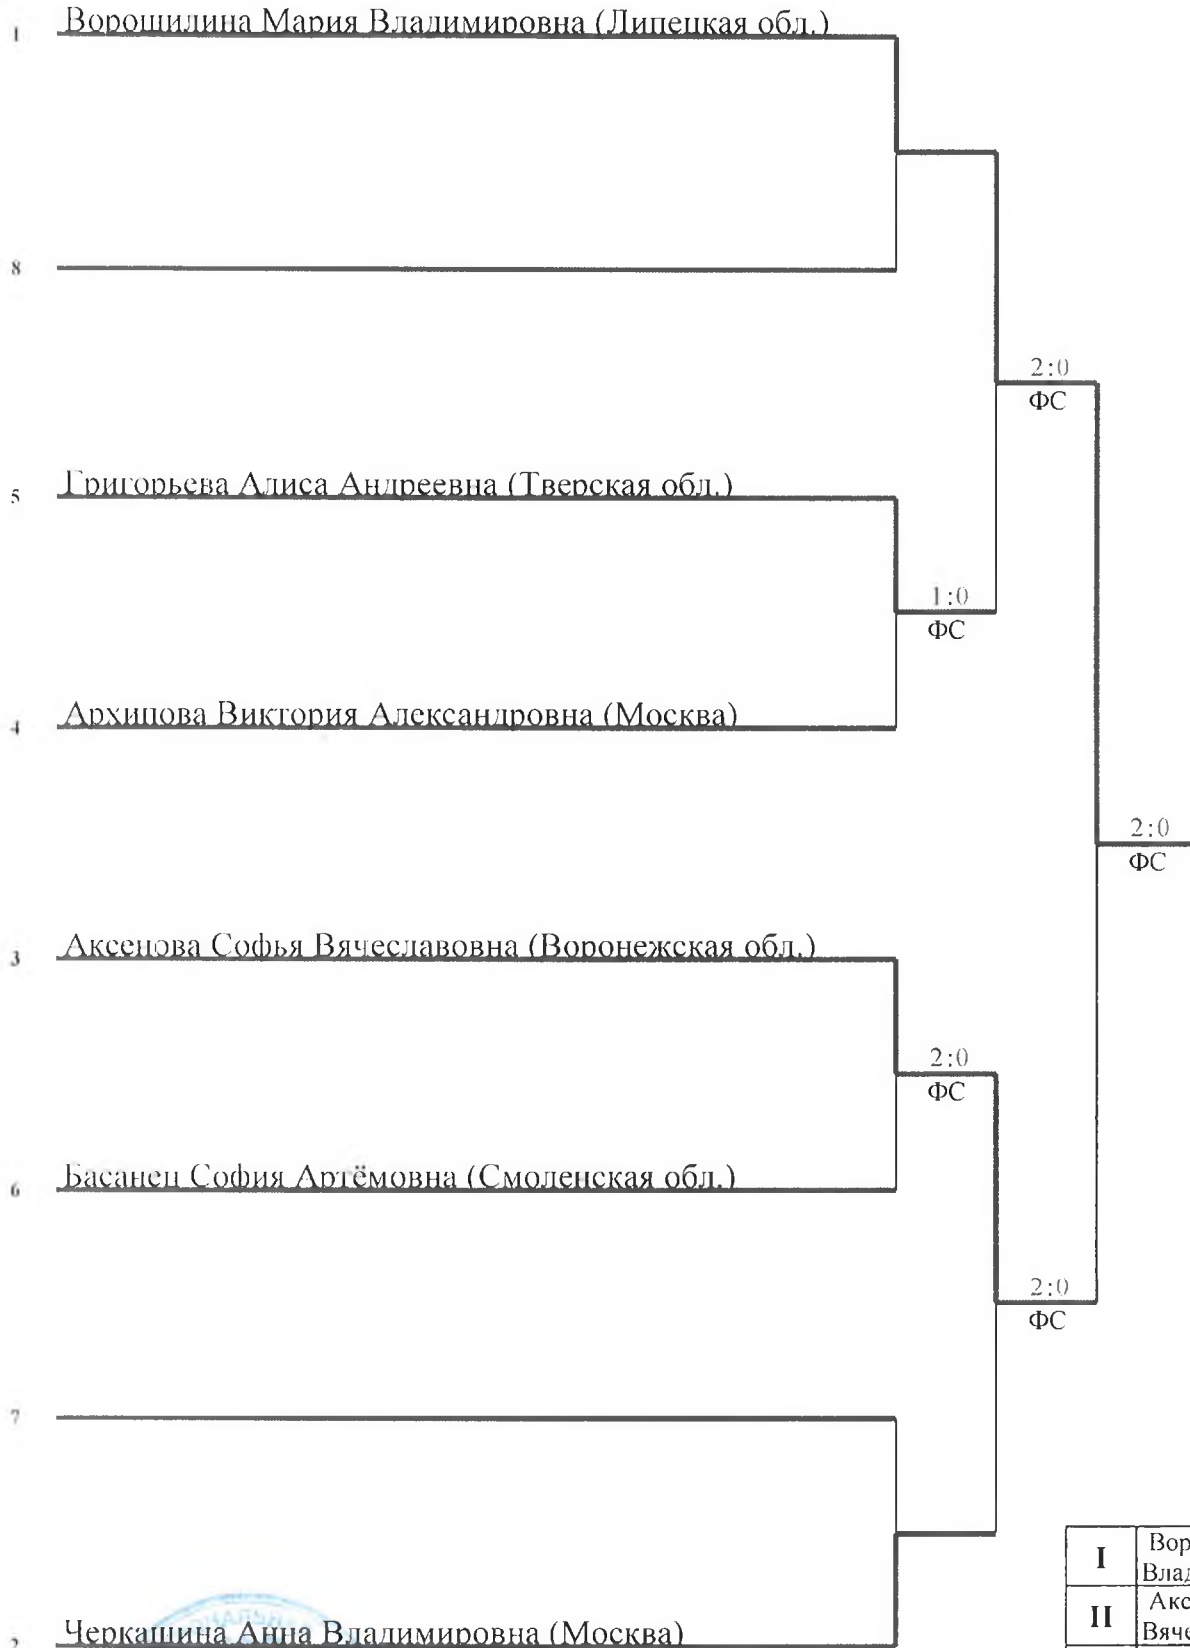 1 Ворошилина Мария Владимировна (Липецкая обл.)
8
2:0
ФС
5 Григорьева Алиса Андреевна (Тверская обл.)
1:0
ФС
4 Архипова Виктория Александровна (Москва)
2:0
ФС
3 Аксенова Софья Вячеславовна (Воронежская обл.)
2:0
ФС
6 Басанец София Артёмовна (Смоленская обл.)
2:0
ФС
7
I Вор
Влад
II Акс
Вяче
2 Черкашина Анна Владимировна (Москва)